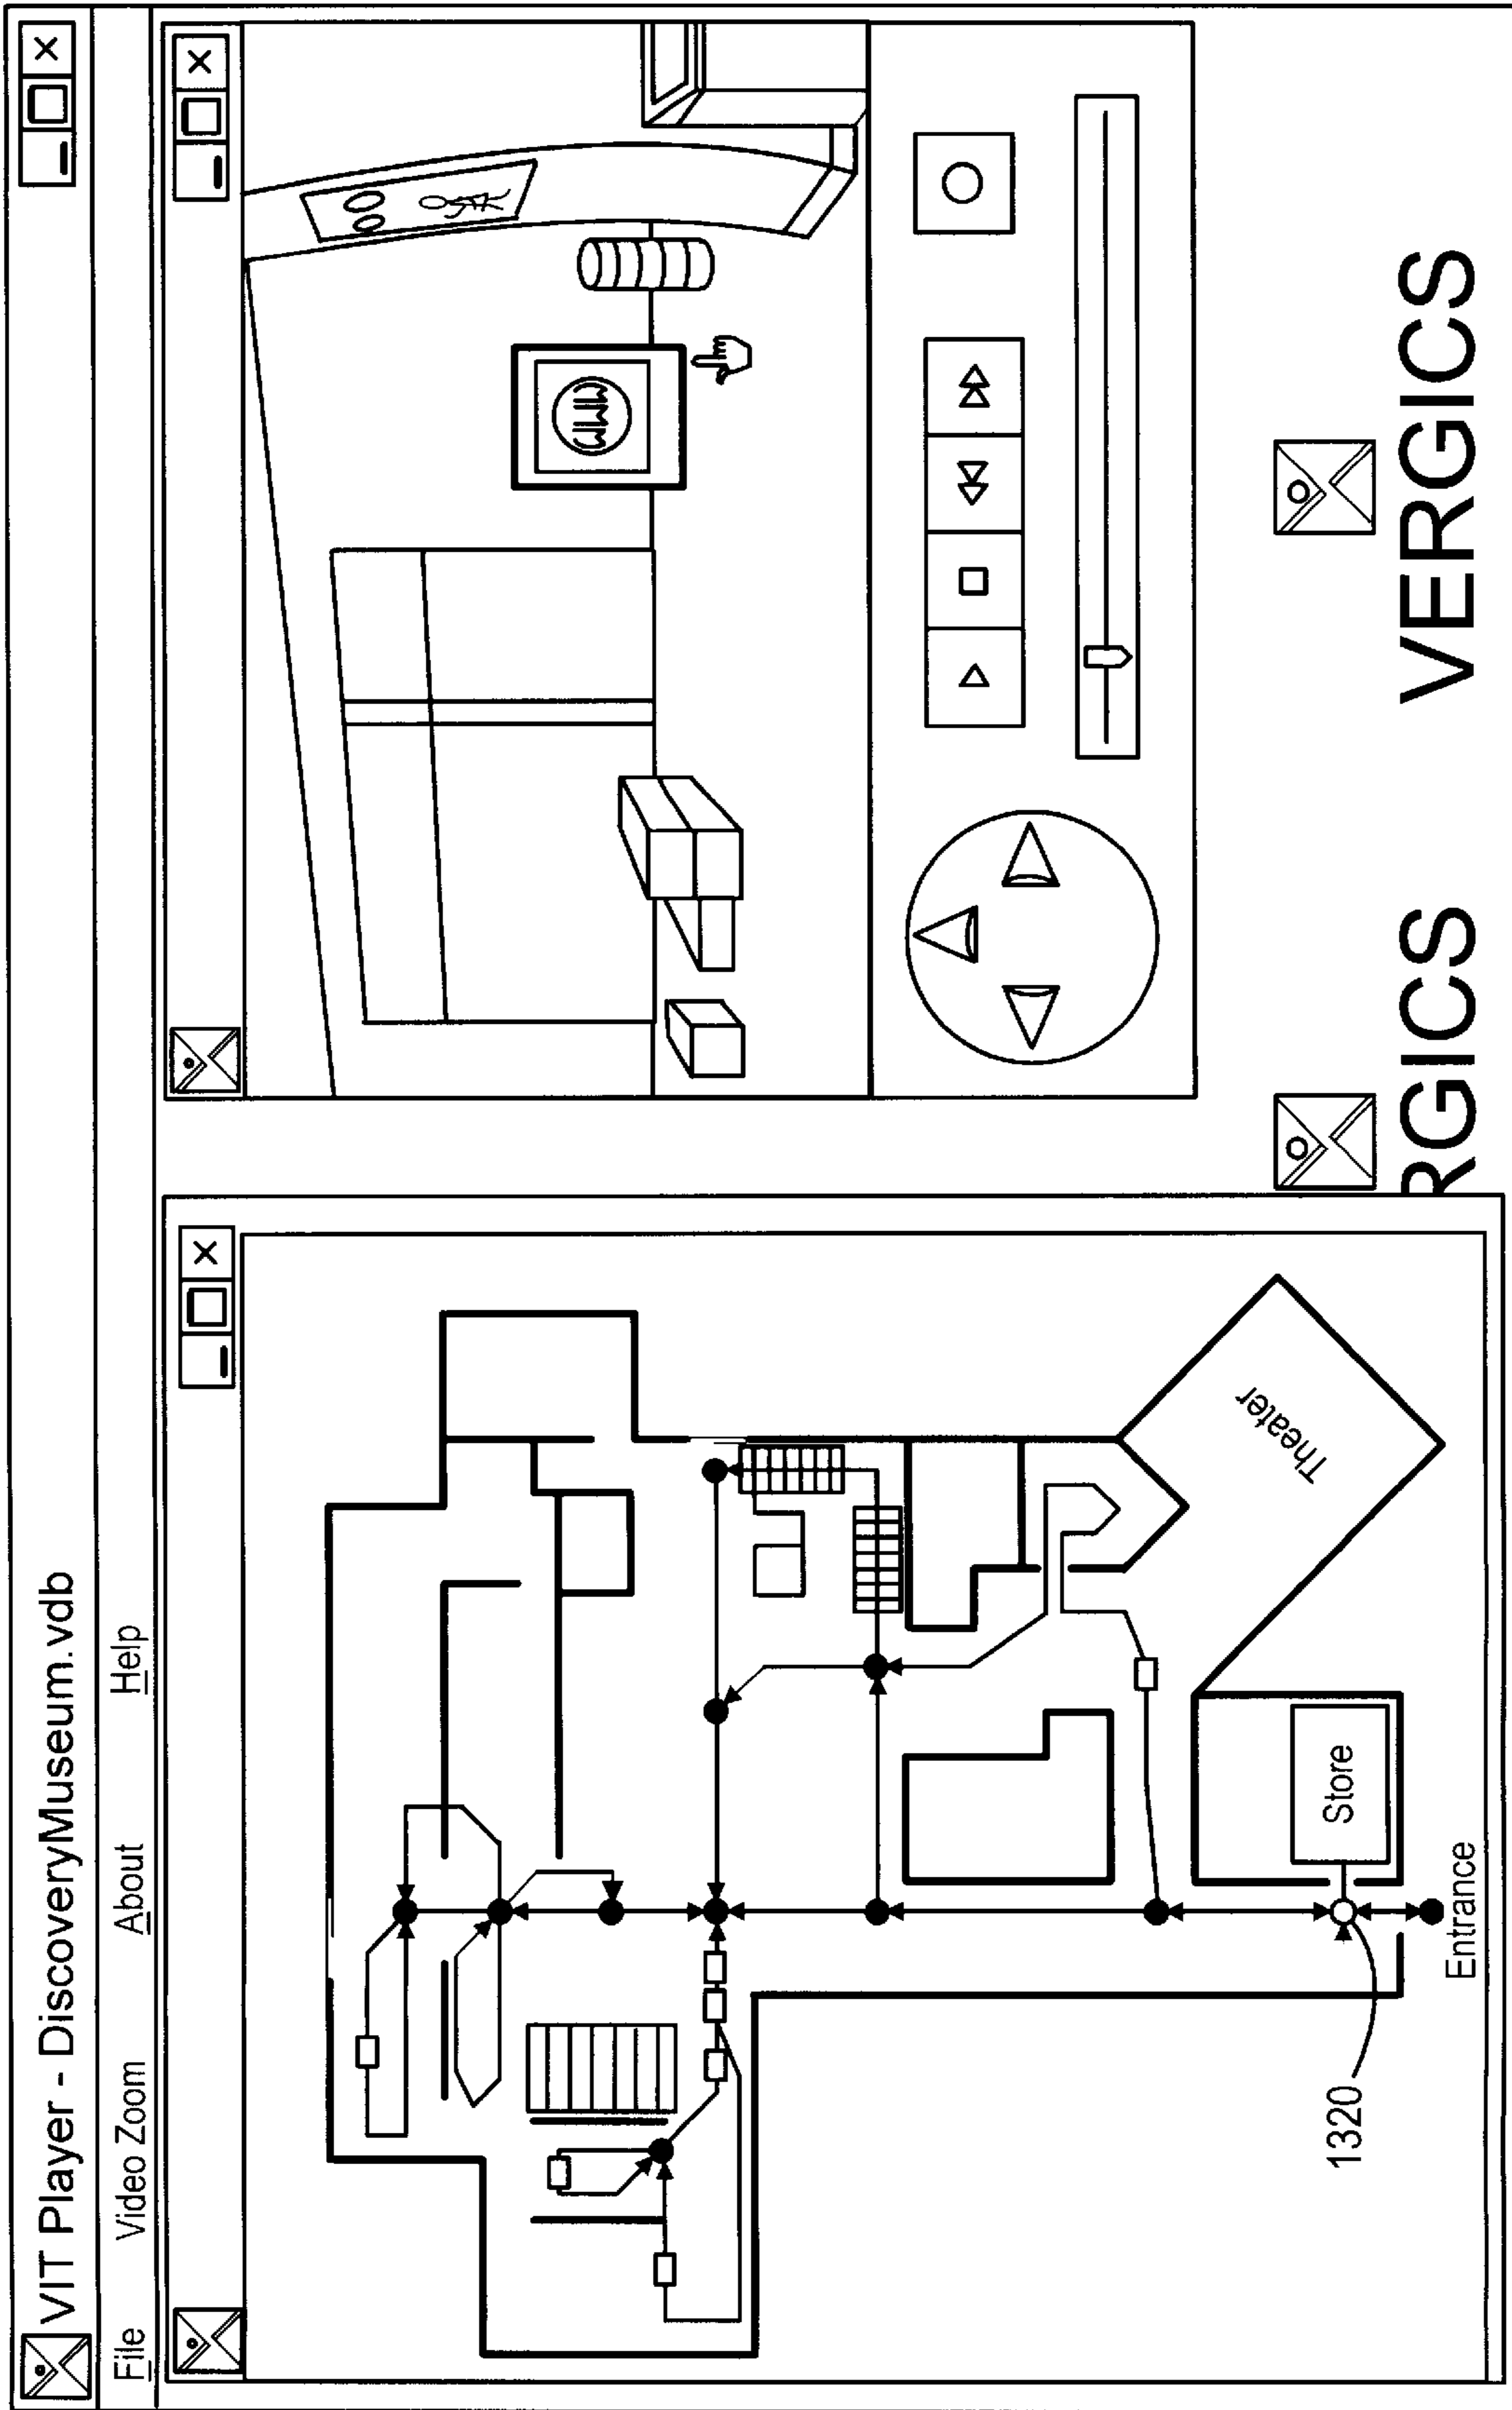 VIT Player - DiscoveryMuseum.vdb
File Video Zoom About Help
Theater
Store
Entrance
1320
RGICS VERGICS